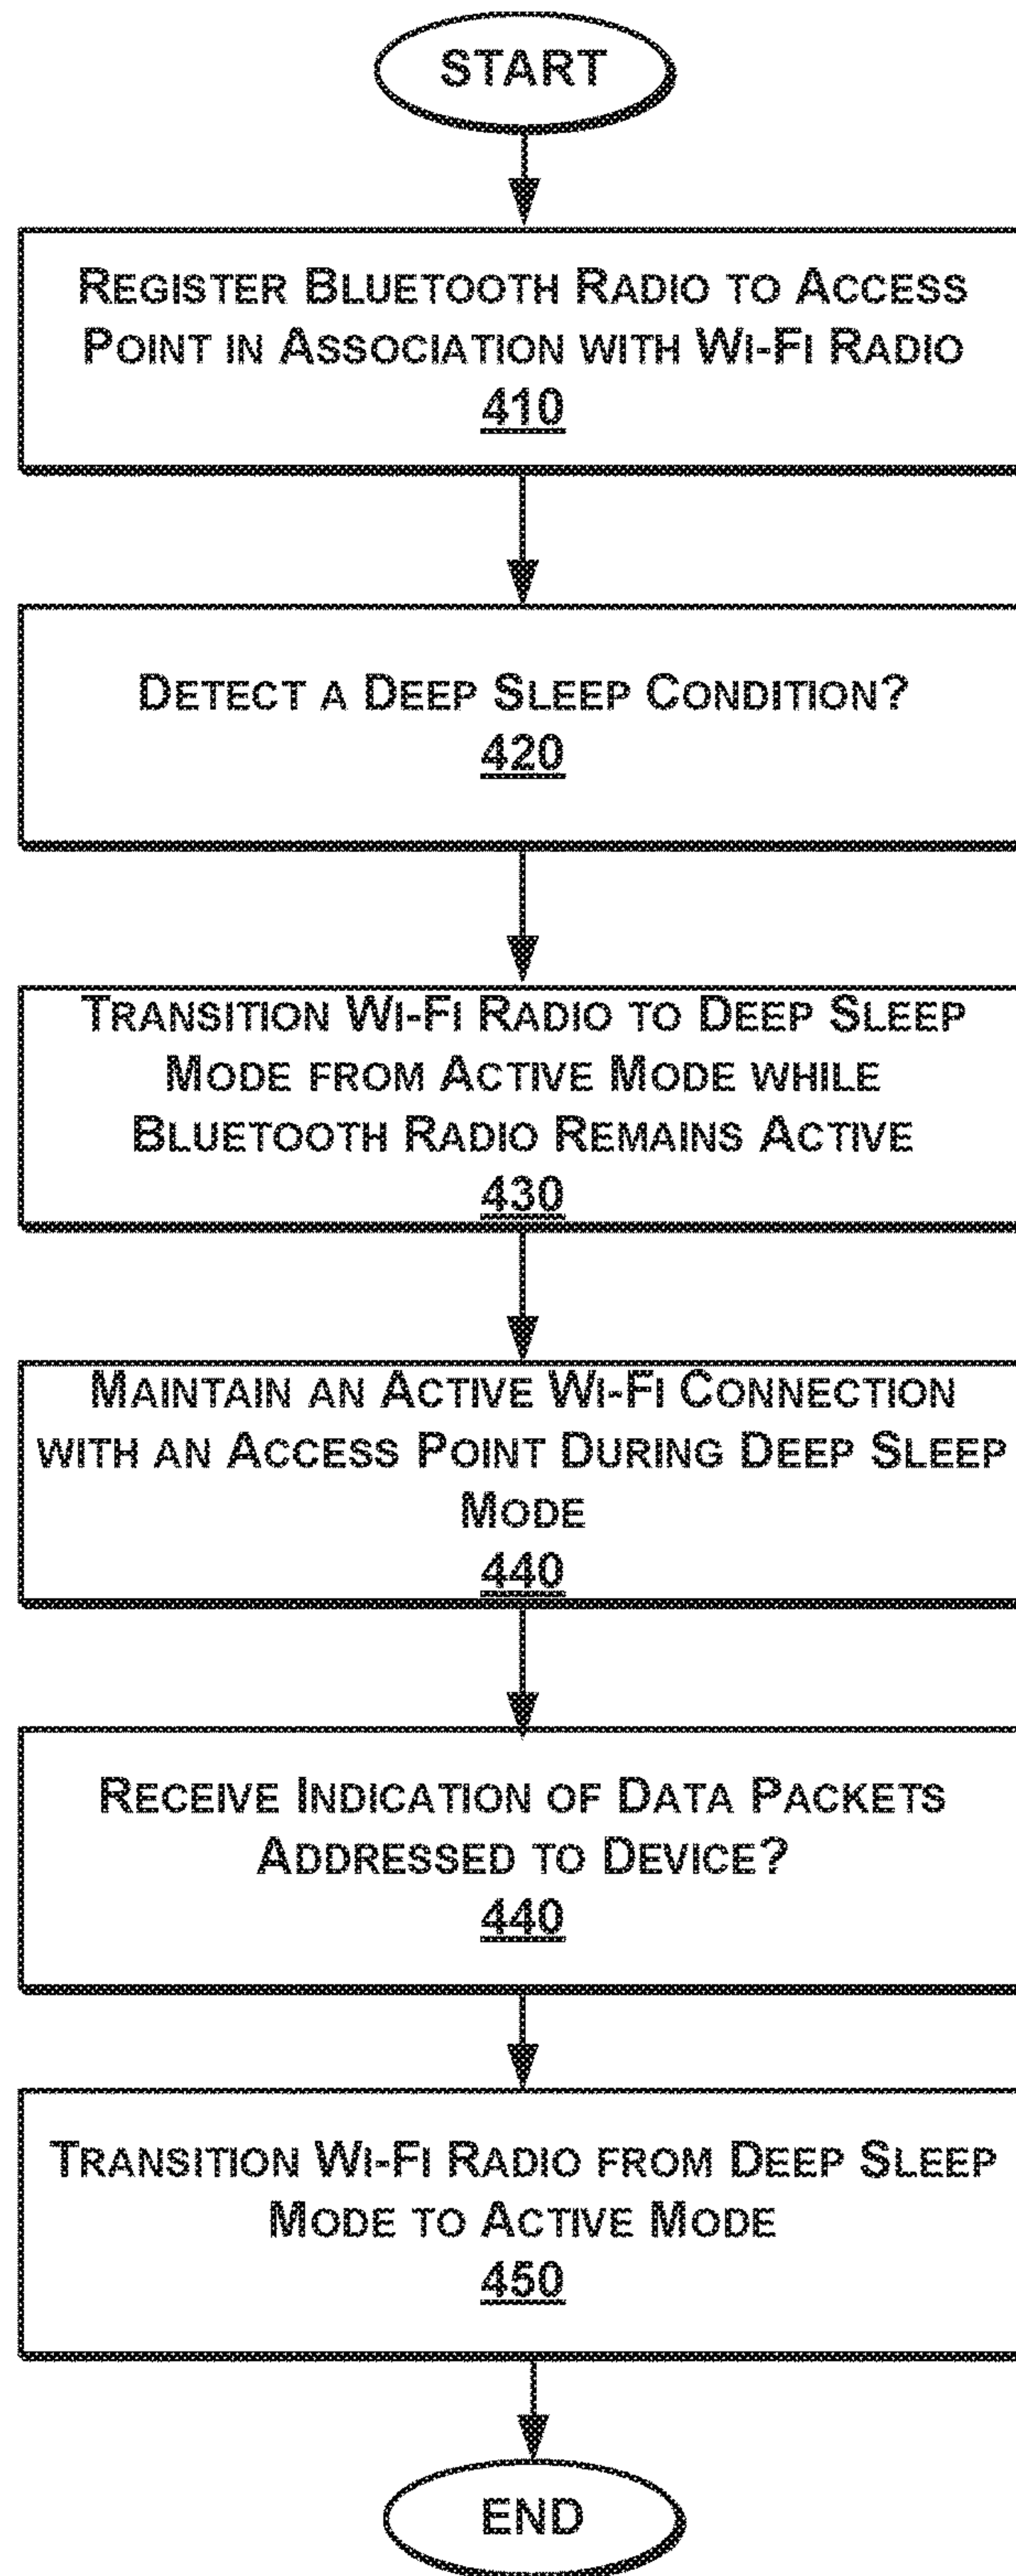 START
REGISTER BLUETOOTH RADIO TO ACCESS
POINT IN ASSOCIATION WITH WI-FI RADIO
410
DETECT A DEEP SLEEP CONDITION?
420
TRANSITION WI-FI RADIO TO DEEP SLEEP
MODE FROM ACTIVE MODE WHILE
BLUETOOTH RADIO REMAINS ACTIVE
430
MAINTAIN AN ACTIVE WI-FI CONNECTION
WITH AN ACCESS POINT DURING DEEP SLEEP
MODE
440
RECEIVE INDICATION OF DATA PACKETS
ADDRESSED TO DEVICE?
440
TRANSITION WI-FI RADIO FROM DEEP SLEEP
MODE TO ACTIVE MODE
450
END